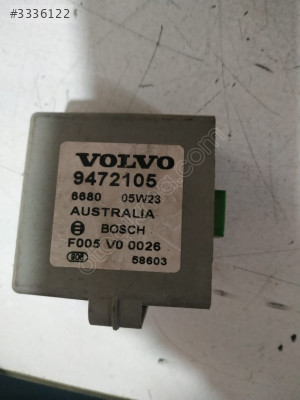 #3336122
VOLVO
9472105
6680 05W23
AUSTRALIA
BOSCH
F005 V0 0026
58603